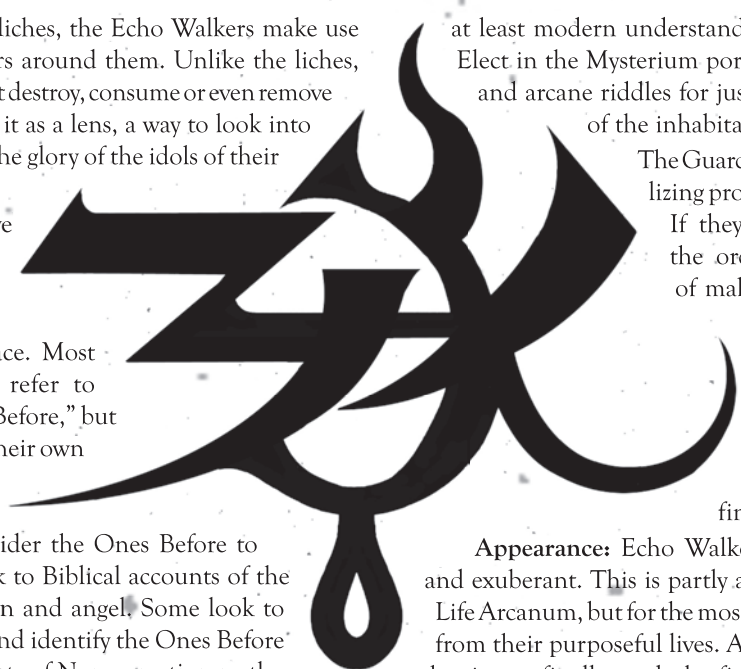 liches, the Echo Walkers make use
rs around them. Unlike the liches,
t destroy, consume or even remove
it as a lens, a way to look into
he glory of the idols of their
ve
nce. Most
refer to
Before,” but
heir own
ider the Ones Before to
k to Biblical accounts of the
n and angel. Some look to
nd identify the Ones Before
at least modern understand
Elect in the Mysterium por
and arcane riddles for jus
of the inhabita
The Guard
lizing pro
If they
the ord
of mal
fin
Appearance: Echo Walke
and exuberant. This is partly a
Life Arcanum, but for the mos
from their purposeful lives. A